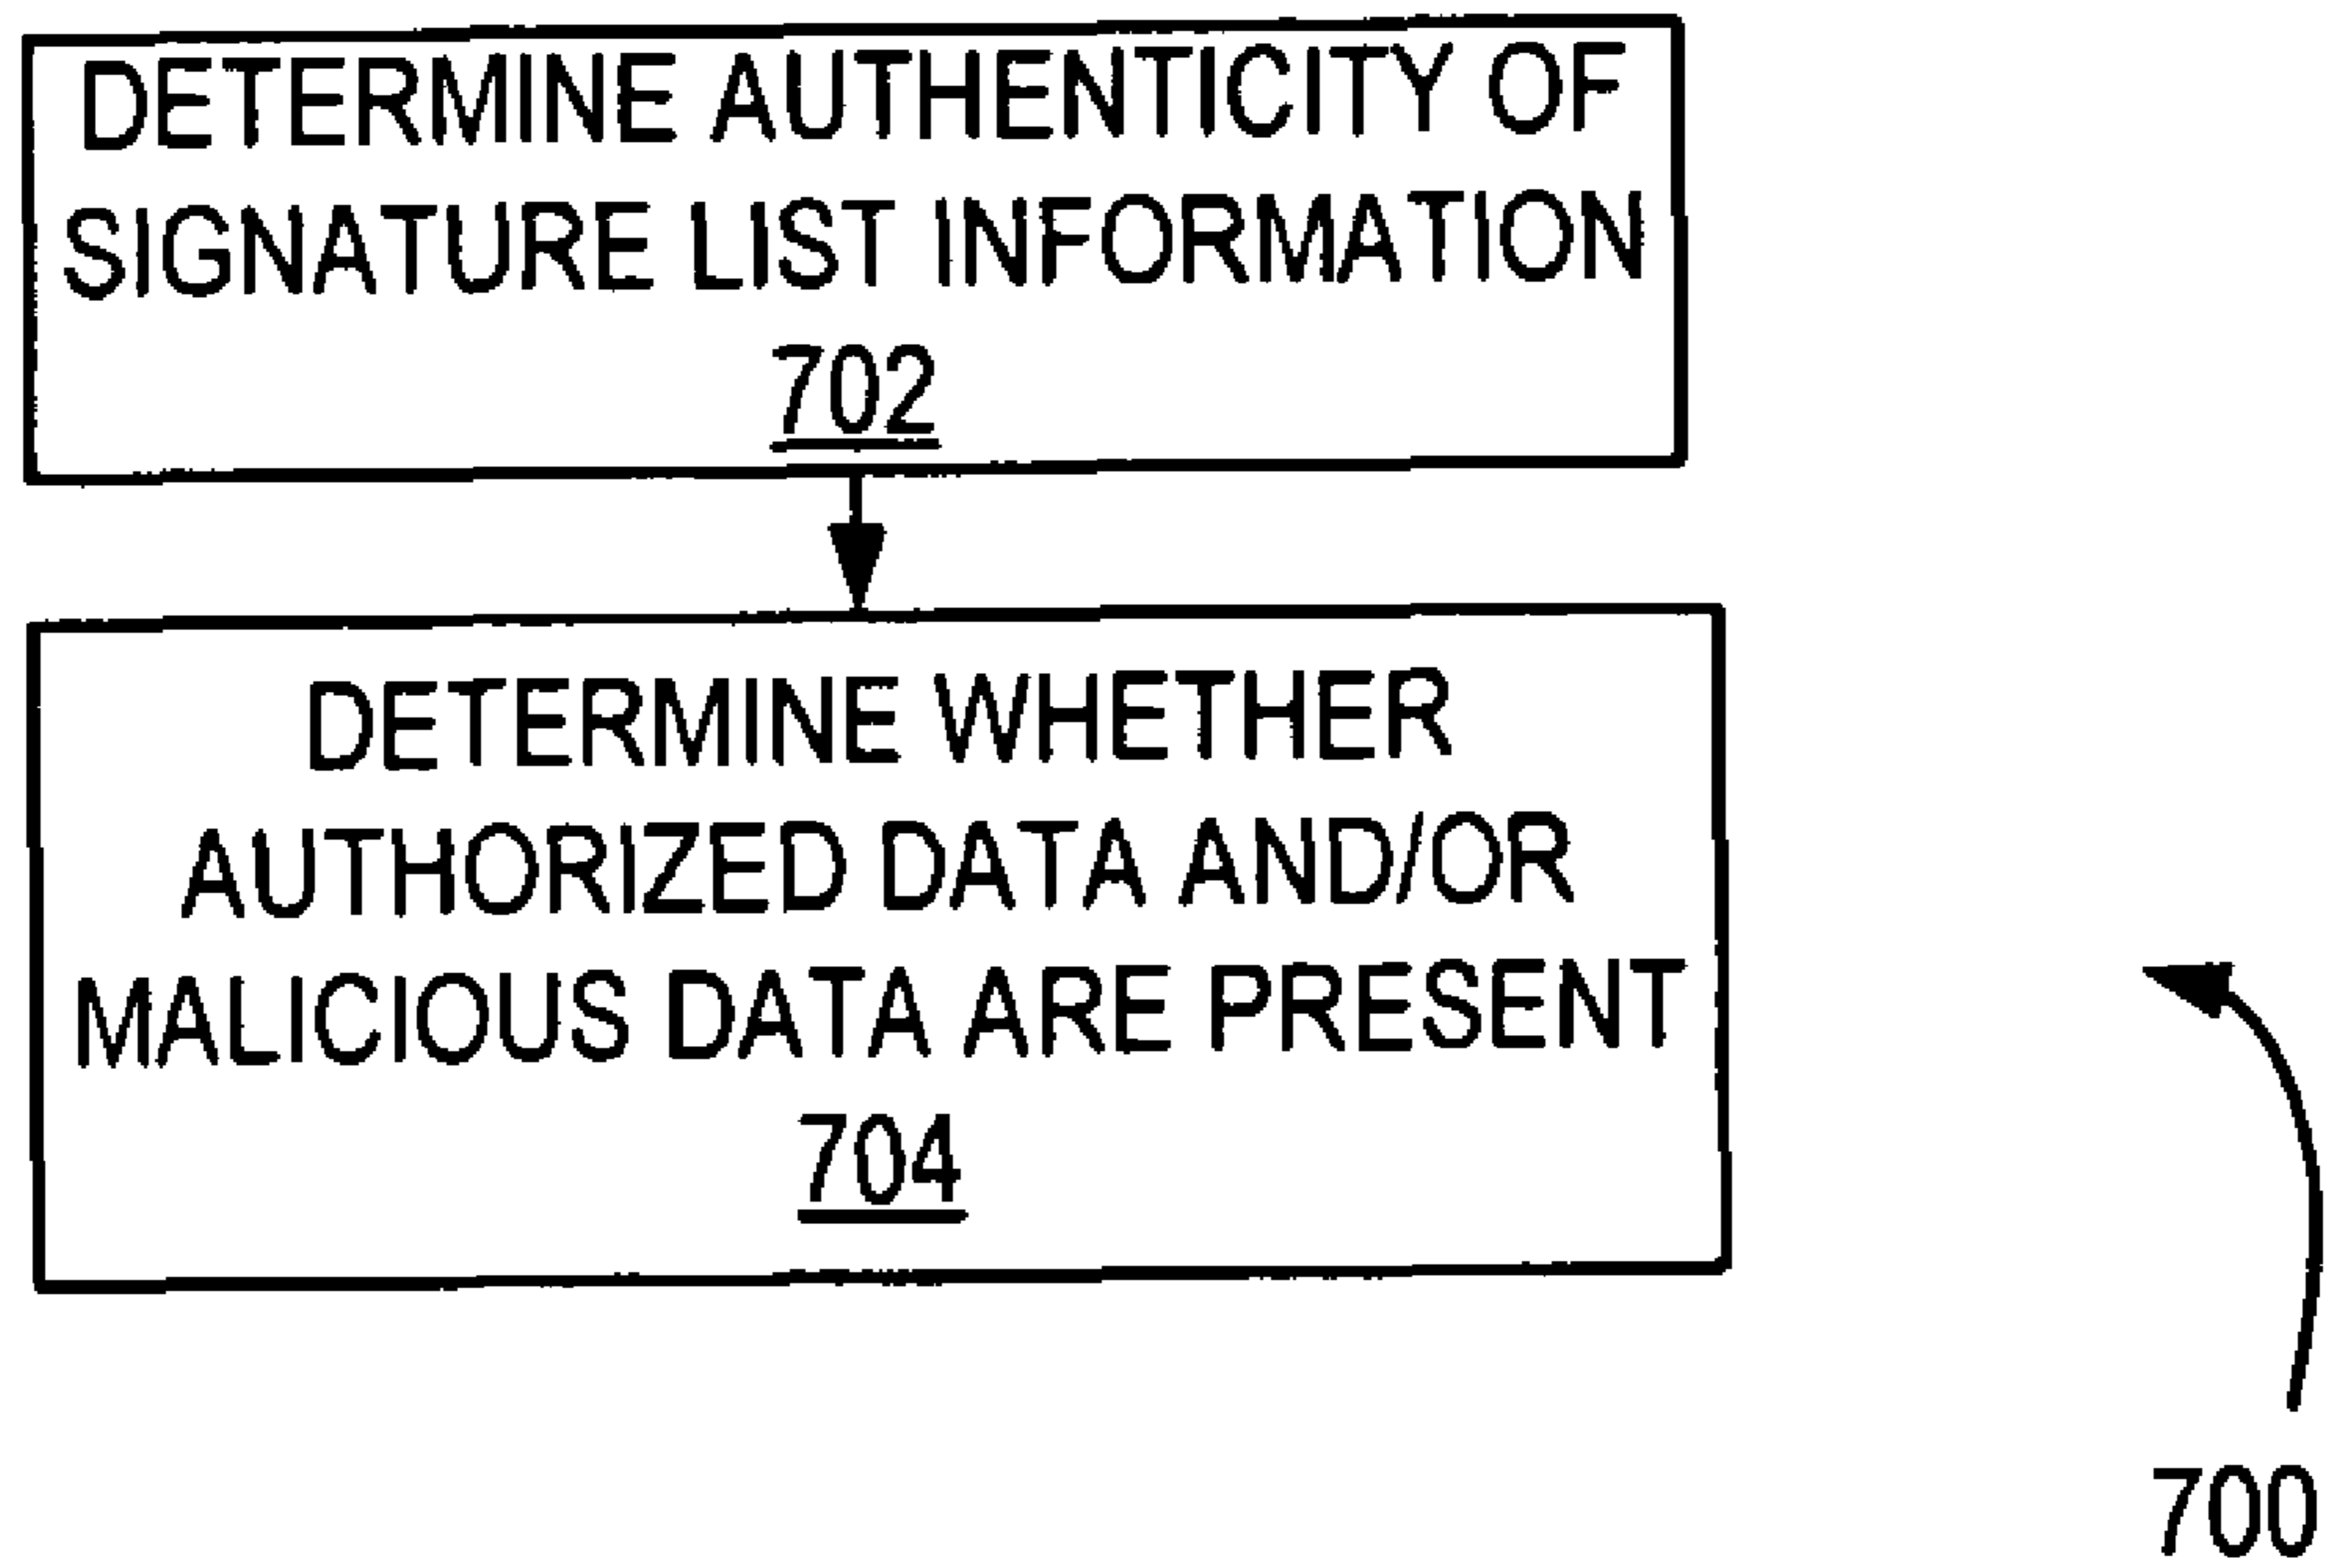 DETERMINE AUTHENTICITY OF
SIGNATURE LIST INFORMATION
702
DETERMINE WHETHER
AUTHORIZED DATA AND/OR
MALICIOUS DATA ARE PRESENT
704
700